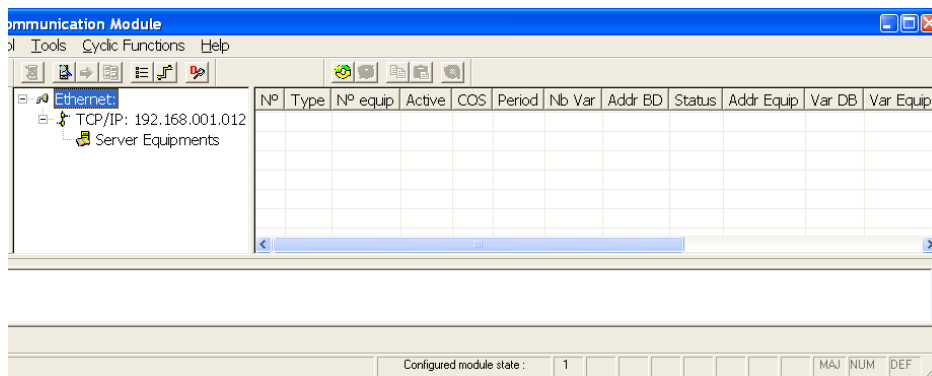 ommunication Module
ol Tools Cyclic Functions Help
Ethernet:
TCP/IP: 192.168.001.012
Server Equipments
Nº Type Nº equip Active COS Period Nb Var Addr BD Status Addr Equip Var DB Var Equip
Configured module state : 1 MAJ NUM DEF